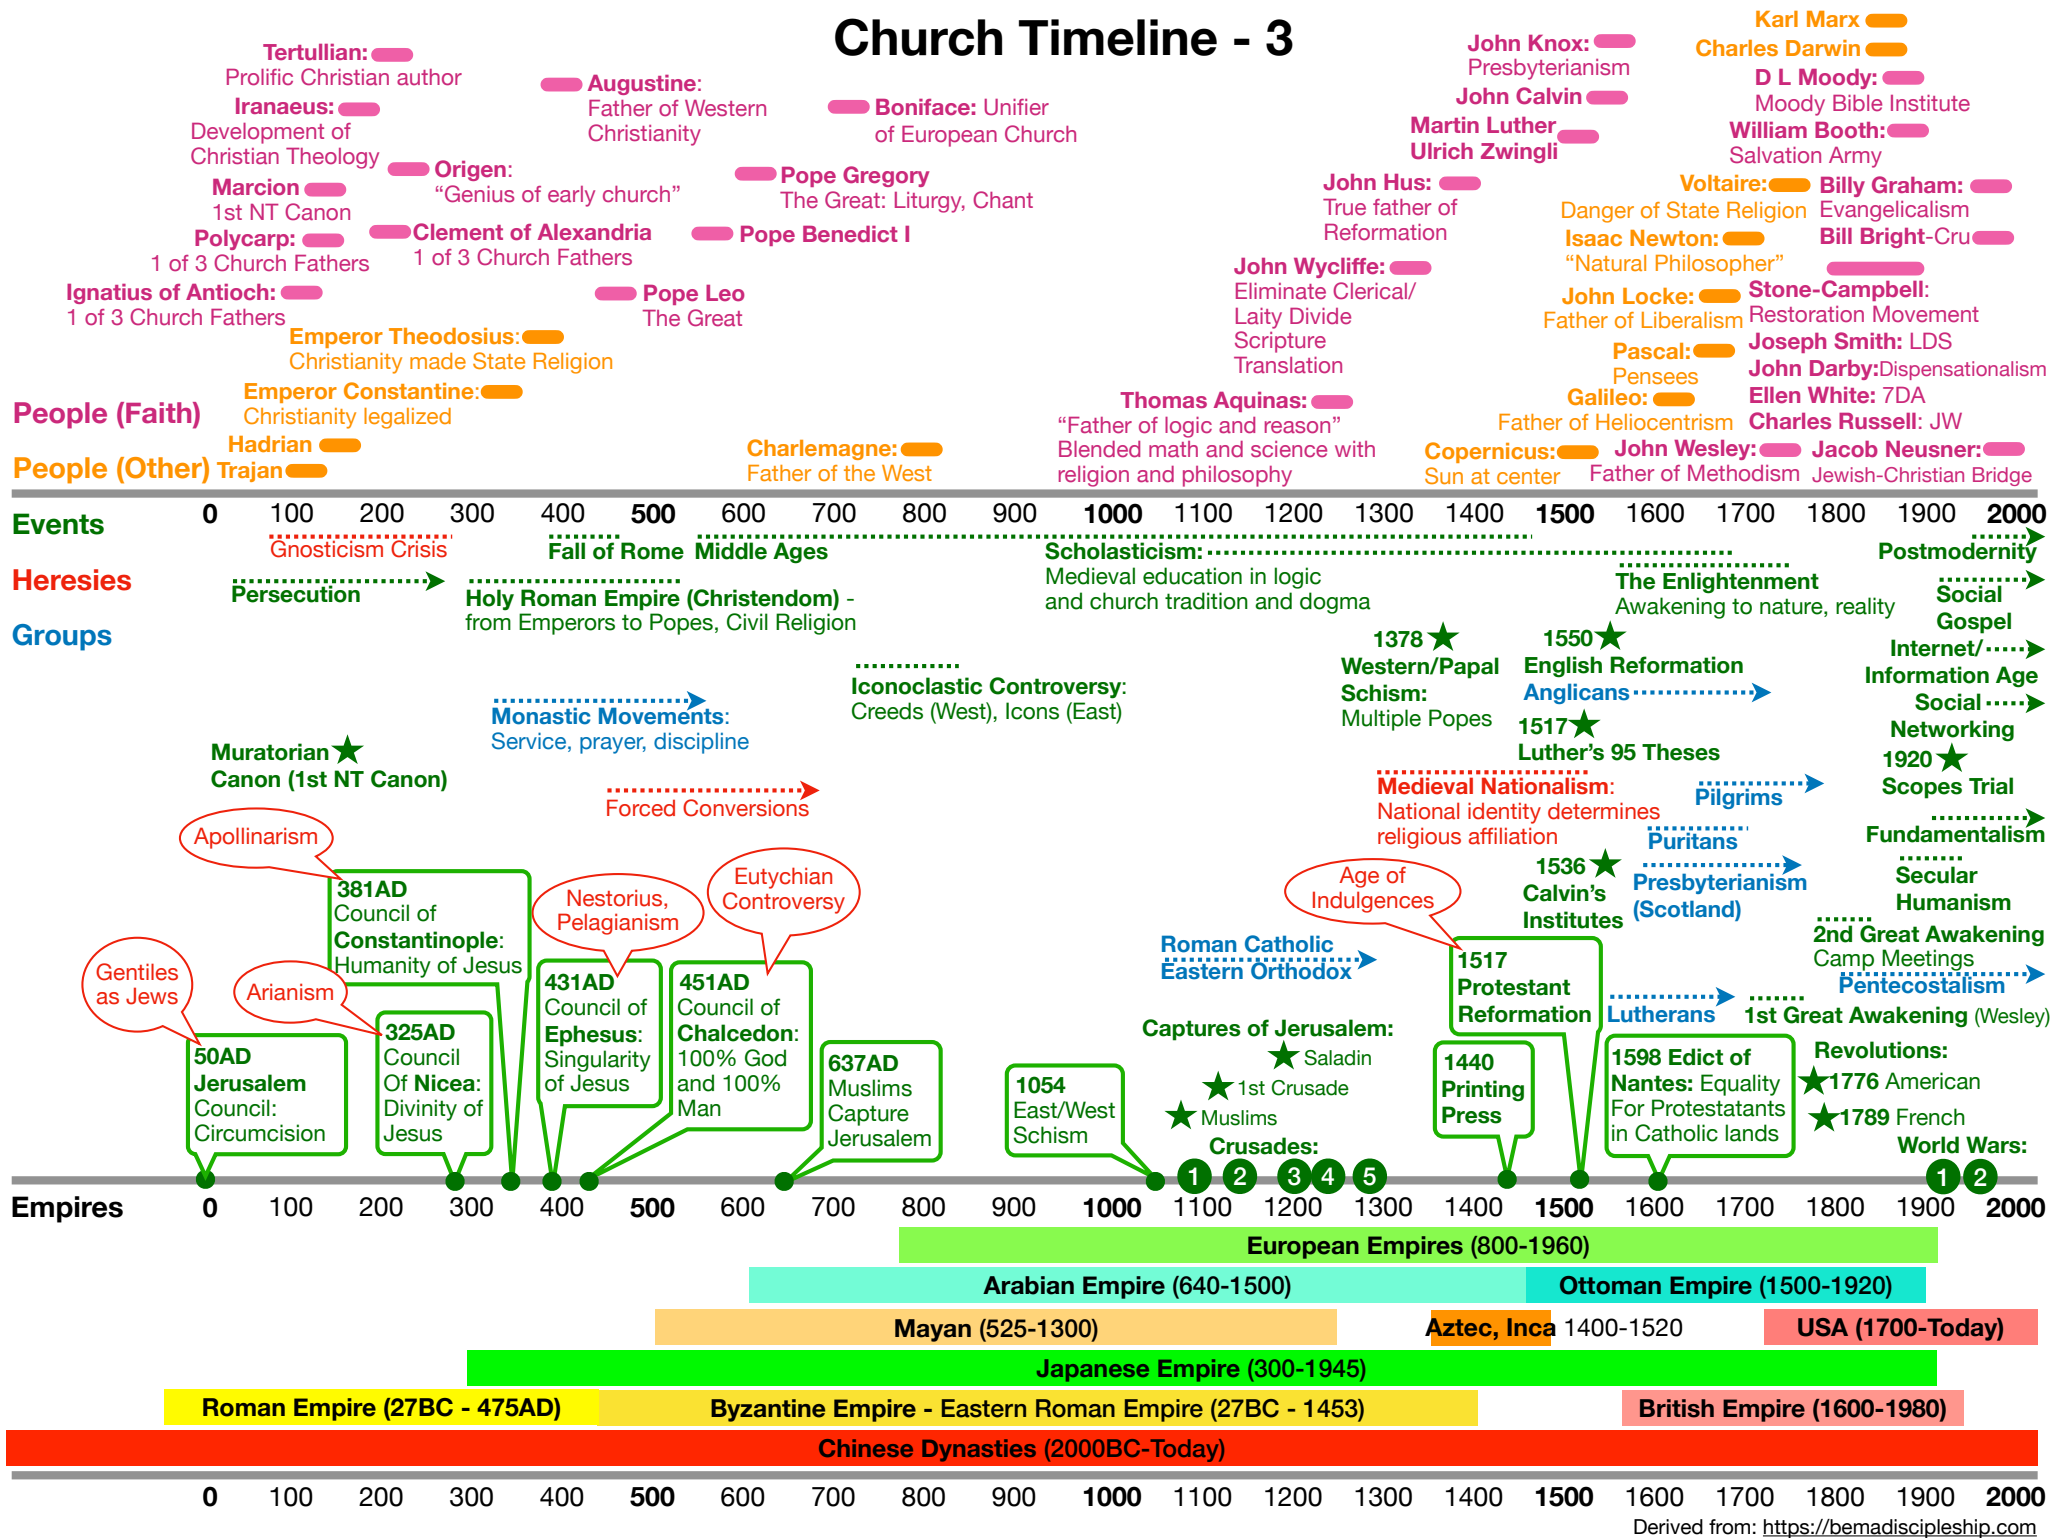 Church Timeline - 3
Tertullian:
Prolific Christian author
Iranaeus:
Development of
Christian Theology
Marcion
1st NT Canon
Polycarp:
1 of 3 Church Fathers
Ignatius of Antioch:
1 of 3 Church Fathers
Origen:
“Genius of early church”
Clement of Alexandria
1 of 3 Church Fathers
Augustine:
Father of Western
Christianity
Boniface: Unifier
of European Church
Pope Gregory
The Great: Liturgy, Chant
Pope Benedict I
Pope Leo
The Great
Emperor Theodosius:
Christianity made State Religion
Emperor Constantine:
Christianity legalized
Hadrian
Trajan
People (Faith)
People (Other)
Charlemagne:
Father of the West
Thomas Aquinas:
“Father of logic and reason”
Blended math and science with
religion and philosophy
John Wycliffe:
Eliminate Clerical/
Laity Divide
Scripture
Translation
John Hus:
True father of
Reformation
Martin Luther
Ulrich Zwingli
John Calvin
John Knox:
Presbyterianism
Karl Marx
Charles Darwin
D L Moody:
Moody Bible Institute
William Booth:
Salvation Army
Voltaire:
Danger of State Religion
Isaac Newton:
“Natural Philosopher”
John Locke:
Father of Liberalism
Pascal:
Pensees
Galileo:
Father of Heliocentrism
Copernicus:
Sun at center
Billy Graham:
Evangelicalism
Bill Bright-Cru
Stone-Campbell:
Restoration Movement
Joseph Smith: LDS
John Darby:Dispensationalism
Ellen White: 7DA
Charles Russell: JW
John Wesley:
Father of Methodism
Jacob Neusner:
Jewish-Christian Bridge
0 100 200 300 400 500 600 700 800 900 1000 1100 1200 1300 1400 1500 1600 1700 1800 1900 2000
Events
Heresies
Groups
Gnosticism Crisis
Persecution
Fall of Rome
Middle Ages
Holy Roman Empire (Christendom) -
from Emperors to Popes, Civil Religion
Scholasticism:
Medieval education in logic
and church tradition and dogma
The Enlightenment
Awakening to nature, reality
Postmodernity
Social
Gospel
Internet/
Information Age
Social
Networking
1920
Scopes Trial
Fundamentalism
Secular
Humanism
2nd Great Awakening
Camp Meetings
Pentecostalism
1st Great Awakening (Wesley)
1378
Western/Papal
Schism:
Multiple Popes
1550
English Reformation
Anglicans
1517
Luther’s 95 Theses
Medieval Nationalism:
National identity determines
religious affiliation
Pilgrims
Puritans
1536
Calvin’s
Institutes
Presbyterianism
(Scotland)
Lutherans
Iconoclastic Controversy:
Creeds (West), Icons (East)
Monastic Movements:
Service, prayer, discipline
Muratorian
Canon (1st NT Canon)
Forced Conversions
Apollinarism
381AD
Council of
Constantinople:
Humanity of Jesus
Gentiles
as Jews
50AD
Jerusalem
Council:
Circumcision
Arianism
325AD
Council
Of Nicea:
Divinity of
Jesus
Nestorius,
Pelagianism
431AD
Council of
Ephesus:
Singularity
of Jesus
Eutychian
Controversy
451AD
Council of
Chalcedon:
100% God
and 100%
Man
637AD
Muslims
Capture
Jerusalem
1054
East/West
Schism
Roman Catholic
Eastern Orthodox
Captures of Jerusalem:
Saladin
1st Crusade
Muslims
Crusades:
1 2 3 4 5
Age of
Indulgences
1517
Protestant
Reformation
1440
Printing
Press
1598 Edict of
Nantes: Equality
For Protestatants
in Catholic lands
Revolutions:
1776 American
1789 French
World Wars:
1 2
Empires
0 100 200 300 400 500 600 700 800 900 1000 1100 1200 1300 1400 1500 1600 1700 1800 1900 2000
European Empires (800-1960)
Arabian Empire (640-1500)
Ottoman Empire (1500-1920)
Mayan (525-1300)
Aztec, Inca 1400-1520
USA (1700-Today)
Japanese Empire (300-1945)
Roman Empire (27BC - 475AD)
Byzantine Empire - Eastern Roman Empire (27BC - 1453)
British Empire (1600-1980)
Chinese Dynasties (2000BC-Today)
0 100 200 300 400 500 600 700 800 900 1000 1100 1200 1300 1400 1500 1600 1700 1800 1900 2000
Derived from: https://bemadiscipleship.com